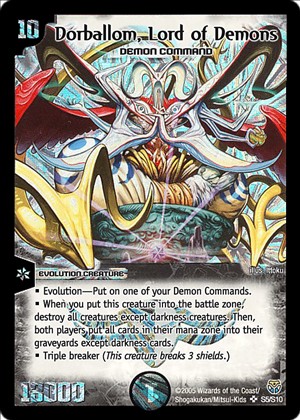 10
Dorballom, Lord of Demons
DEMON COMMAND
Illus. Ittoku
EVOLUTION CREATURE
▪ Evolution—Put on one of your Demon Commands.
▪ When you put this creature into the battle zone,
destroy all creatures except darkness creatures. Then,
both players put all cards in their mana zone into their
graveyards except darkness cards.
▪ Triple breaker (This creature breaks 3 shields.)
13000
1
©2005 Wizards of the Coast/
Shogakukan/Mitsui-Kids S5/S10